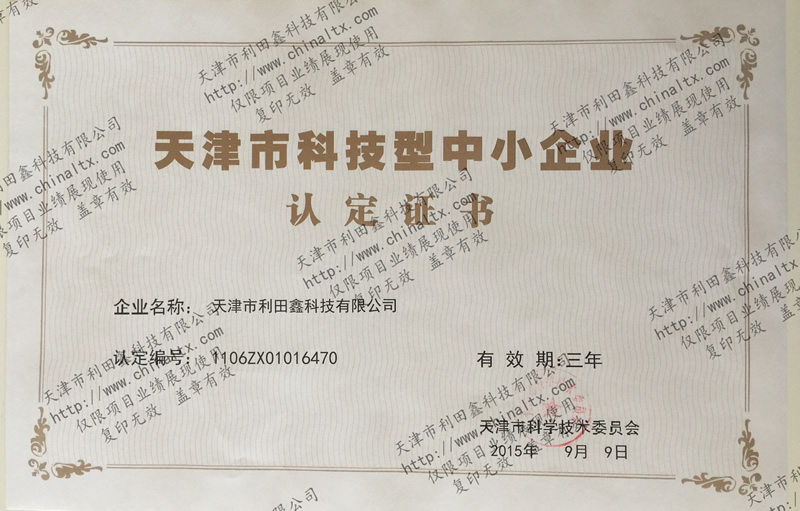 天津市科技型中小企业
认定证书
企业名称： 天津市利田鑫科技有限公司
认定编号： 1106ZX01016470
有 效 期:三年
天津市科学技术委员会
2015年 9月 9日
天津市利田鑫科技有限公司
http://www.chinaltx.com/
仅限项目业绩展现使用
复印无效 盖章有效